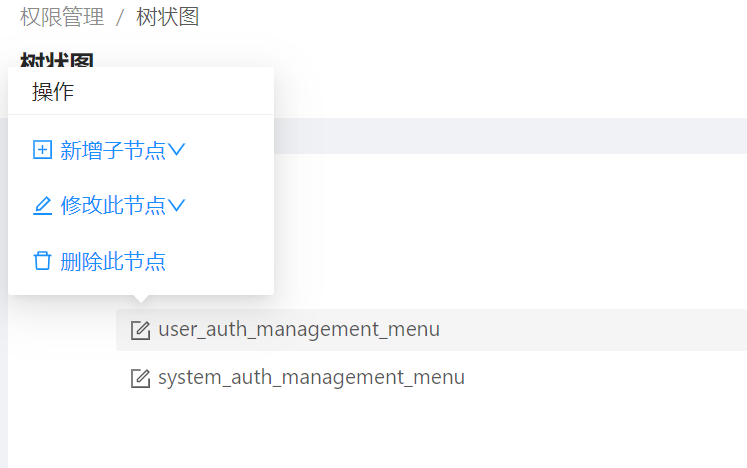 权限管理 / 树状图
树状图
操作
新增子节点
修改此节点
删除此节点
user_auth_management_menu
system_auth_management_menu